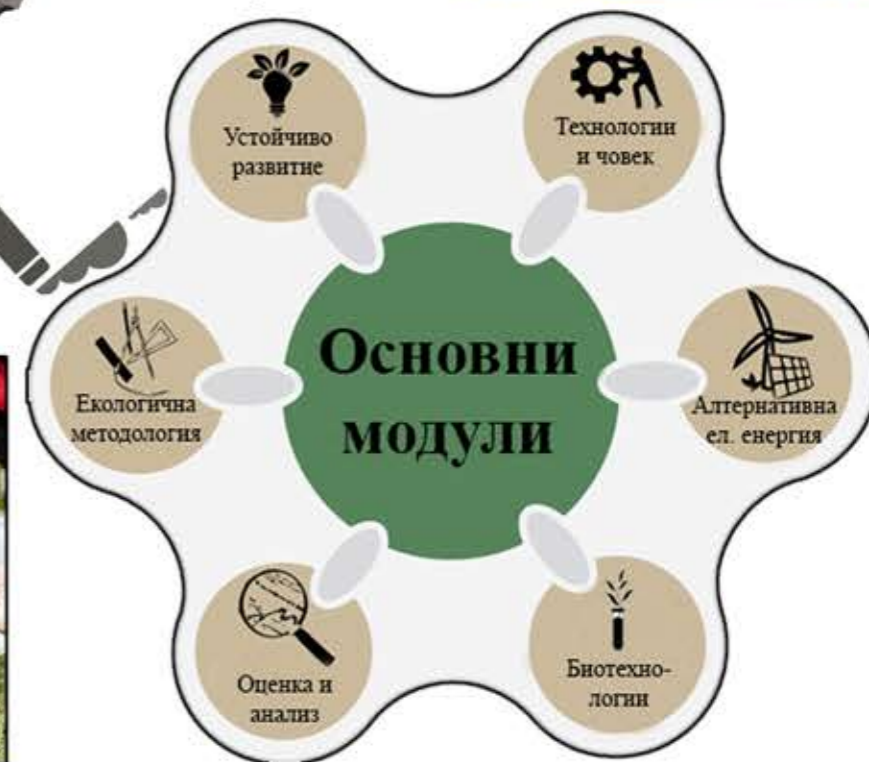 Устойчиво
развитие
Технологии
и човек
Екологична
методология
Основни
модули
Алтернативна
ел. енергия
Оценка и
анализ
Биотехно-
логии